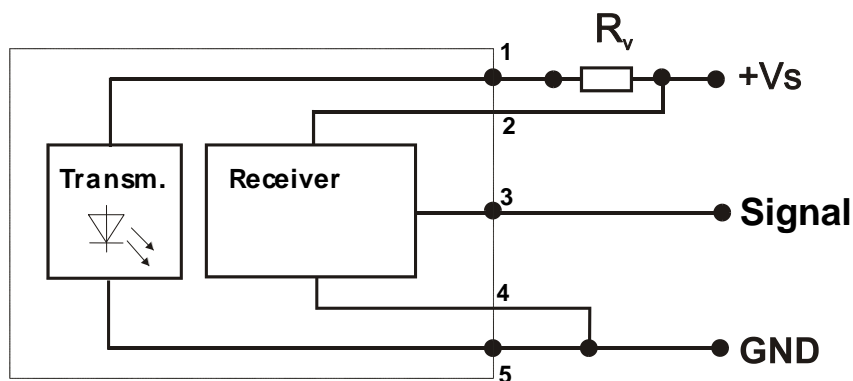 1
Rv
+Vs
2
Transm.
Receiver
3
Signal
4
GND
5